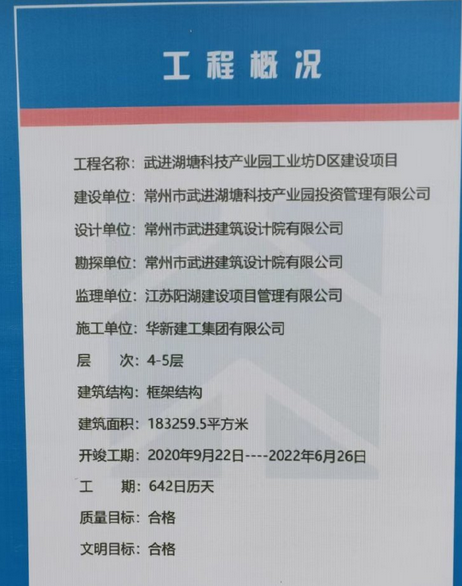 工程概况
工程名称：武进湖塘科技产业园工业坊D区建设项目
建设单位：常州市武进湖塘科技产业园投资管理有限公司
设计单位：常州市武进建筑设计院有限公司
勘探单位：常州市武进建筑设计院有限公司
监理单位：江苏阳湖建设项目管理有限公司
施工单位：华新建工集团有限公司
层　　次：4-5层
建筑结构：框架结构
建筑面积：183259.5平方米
开竣工期：2020年9月22日----2022年6月26日
工　　期：642日历天
质量目标：合格
文明目标：合格